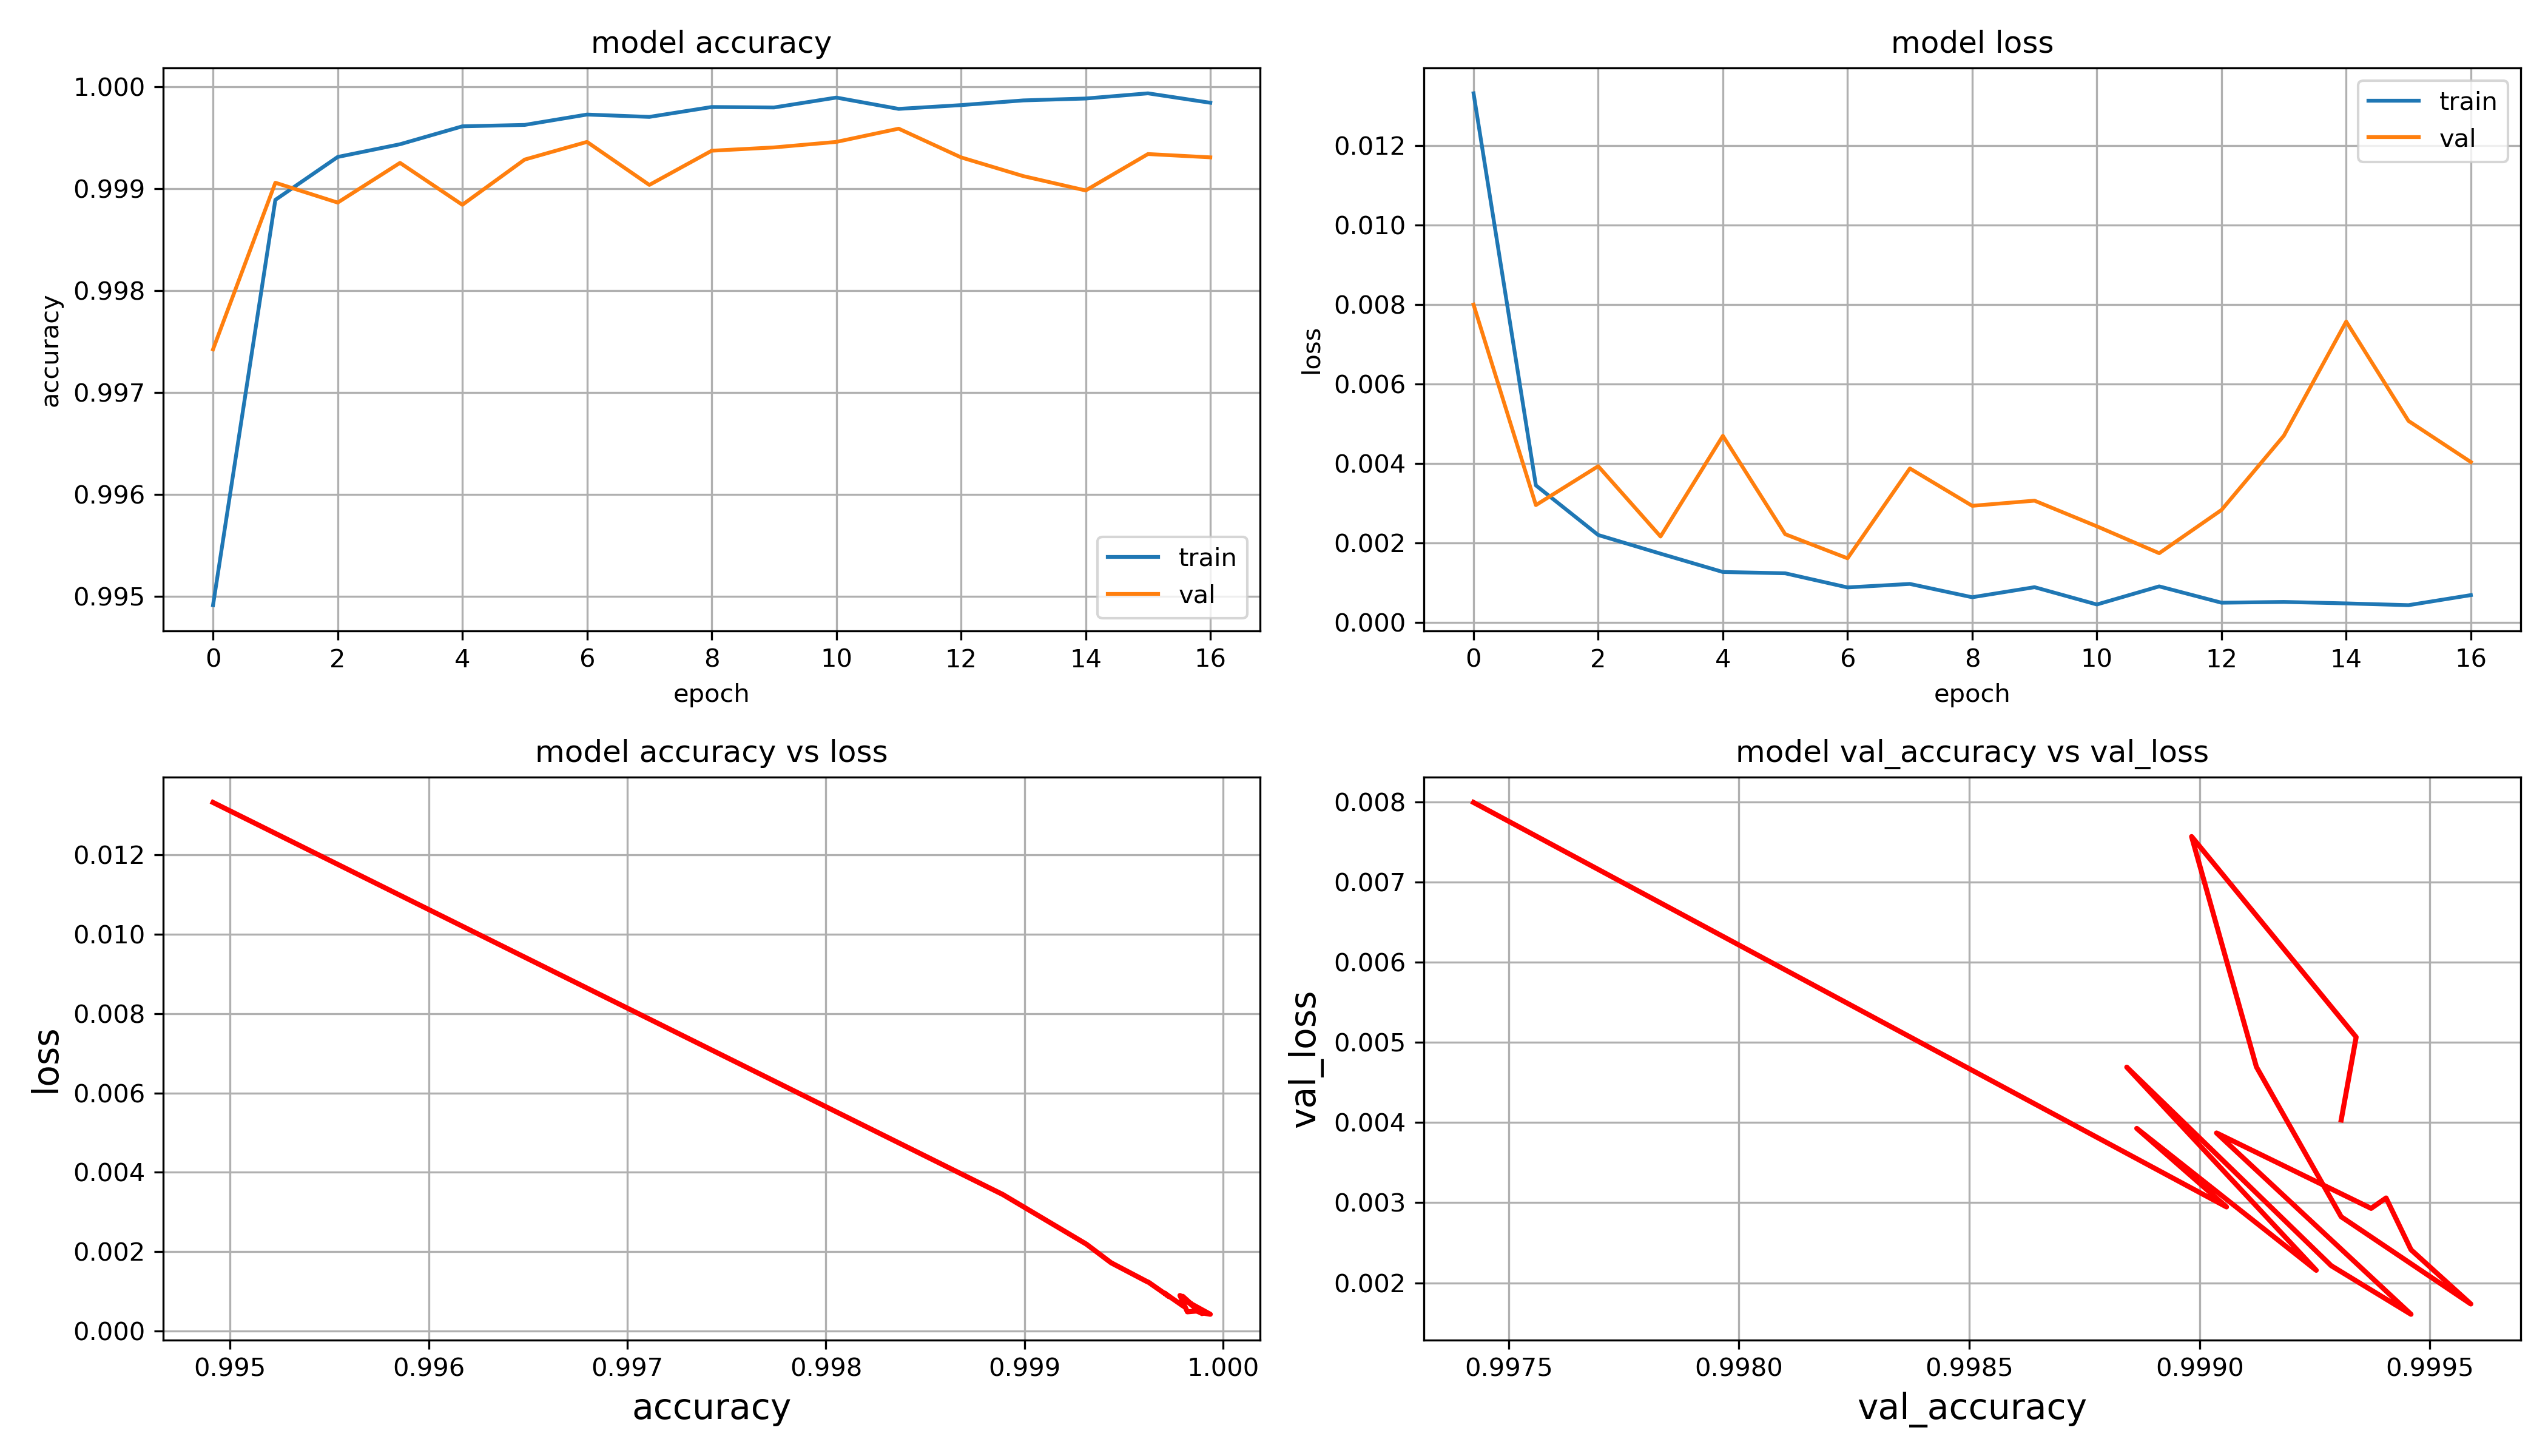 model accuracy
1.000
0.999
0.998
0.997
0.996
0.995
accuracy
train
val
0 2 4 6 8 10 12 14 16
epoch
model loss
0.012
0.010
0.008
0.006
0.004
0.002
0.000
loss
train
val
0 2 4 6 8 10 12 14 16
epoch
model accuracy vs loss
0.012
0.010
0.008
0.006
0.004
0.002
0.000
loss
0.995 0.996 0.997 0.998 0.999 1.000
accuracy
model val_accuracy vs val_loss
0.008
0.007
0.006
0.005
0.004
0.003
0.002
val_loss
0.9975 0.9980 0.9985 0.9990 0.9995
val_accuracy